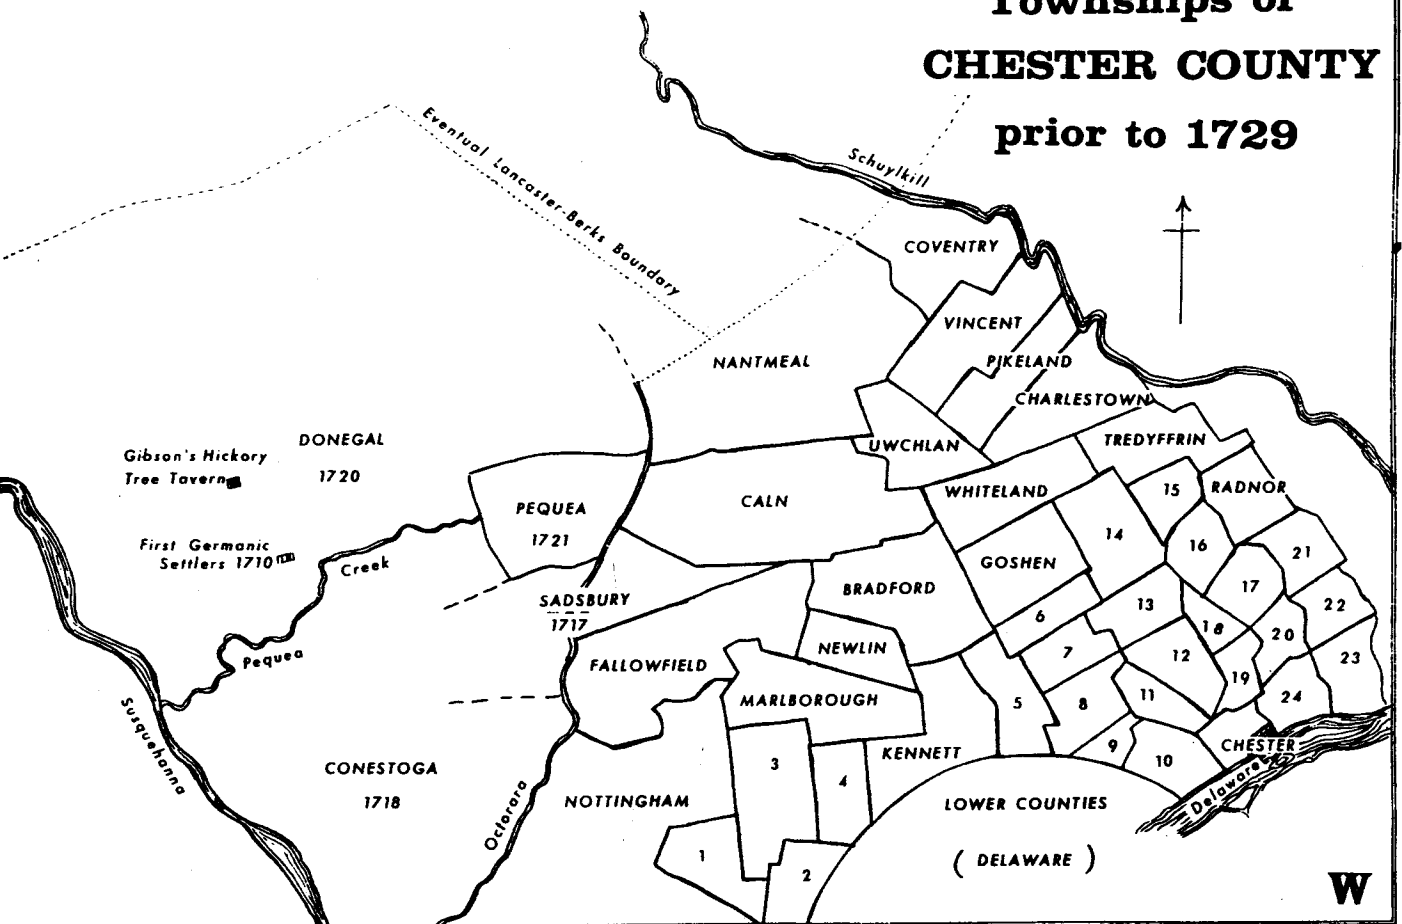 Townships of
CHESTER COUNTY
prior to 1729
Eventual Lancaster-Berks Boundary
Schuylkill
COVENTRY
VINCENT
NANTMEAL
PIKELAND
CHARLESTOWN
Gibson's Hickory
Tree Tavern
DONEGAL
1720
UWCHLAN
TREDYFFRIN
PEQUEA
1721
CALN
WHITELAND
15
RADNOR
First Germanic
Settlers 1710
Creek
14
16
21
GOSHEN
SADSBURY
1717
BRADFORD
17
6
13
22
18
20
Pequea
FALLOWFIELD
NEWLIN
7
12
23
19
Susquehanna
MARLBOROUGH
5
8
11
24
CONESTOGA
1718
3
4
KENNETT
9
10
CHESTER
Octorara
NOTTINGHAM
LOWER COUNTIES
(DELAWARE)
Delaware
1
2
W